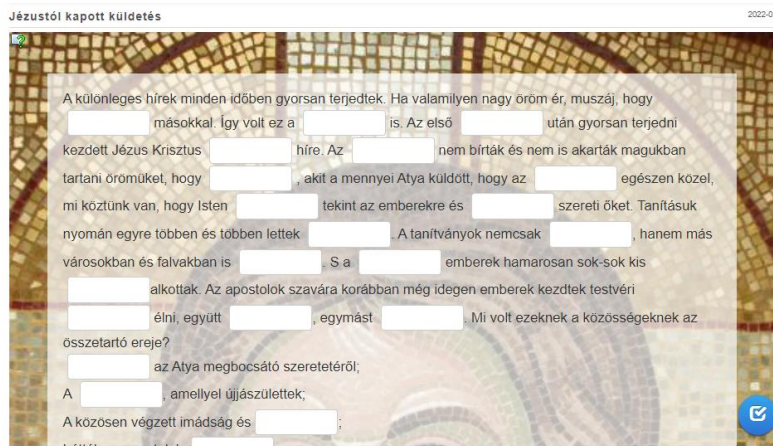 Jézustól kapott küldetés
2022-0
A különleges hírek minden időben gyorsan terjedtek. Ha valamilyen nagy öröm ér, muszáj, hogy
másokkal. Így volt ez a is. Az első után gyorsan terjedni
kezdett Jézus Krisztus híre. Az nem bírták és nem is akarták magukban
tartani örömüket, hogy , akit a mennyei Atya küldött, hogy az egészen közel,
mi köztünk van, hogy Isten tekint az emberekre és szereti őket. Tanításuk
nyomán egyre többen és többen lettek . A tanítványok nemcsak , hanem más
városokban és falvakban is . S a emberek hamarosan sok-sok kis
alkottak. Az apostolok szavára korábban még idegen emberek kezdtek testvéri
élni, együtt , egymást . Mi volt ezeknek a közösségeknek az
összetartó ereje?
az Atya megbocsátó szeretetéről;
A , amellyel újjászülettek;
A közösen végzett imádság és ;